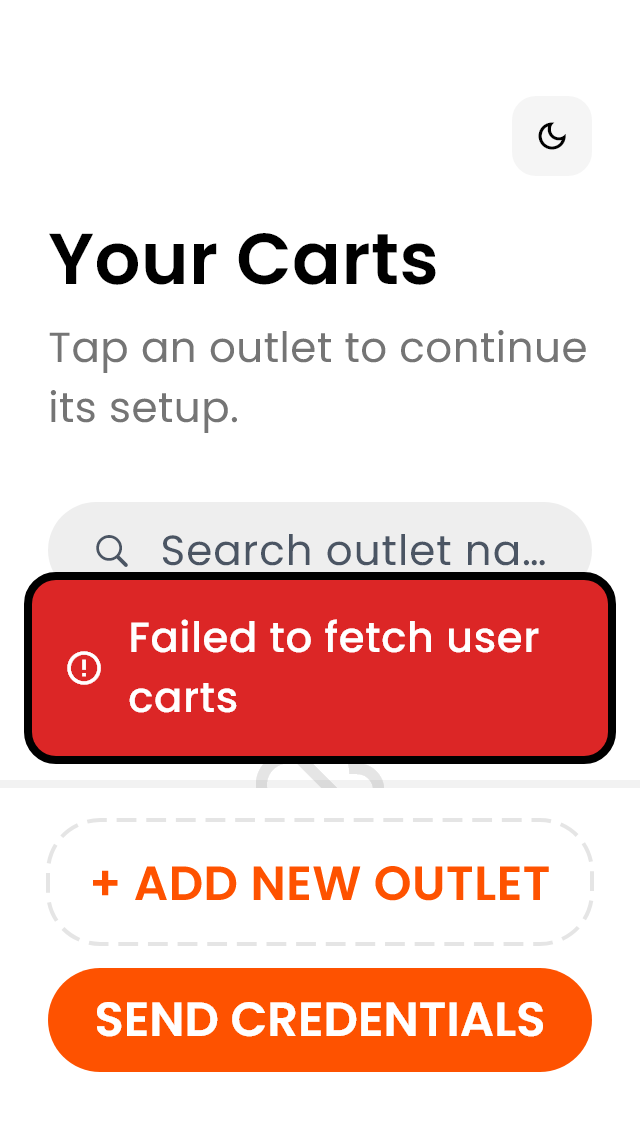 Your Carts
Tap an outlet to continue
its setup.
Search outlet na...
Failed to fetch user
carts
+ ADD NEW OUTLET
SEND CREDENTIALS